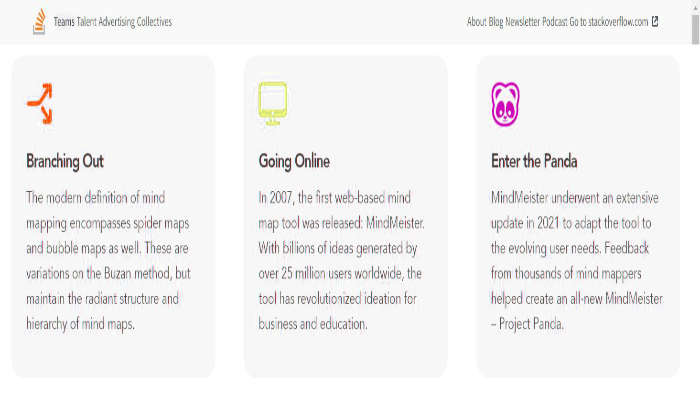 Teams Talent Advertising Collectives
About Blog Newsletter Podcast Go to stackoverflow.com
Branching Out
The modern definition of mind
mapping encompasses spider maps
and bubble maps as well. These are
variations on the Buzan method, but
maintain the radiant structure and
hierarchy of mind maps.
Going Online
In 2007, the first web-based mind
map tool was released: MindMeister.
With billions of ideas generated by
over 25 million users worldwide, the
tool has revolutionized ideation for
business and education.
Enter the Panda
MindMeister underwent an extensive
update in 2021 to adapt the tool to
the evolving user needs. Feedback
from thousands of mind mappers
helped create an all-new MindMeister
– Project Panda.